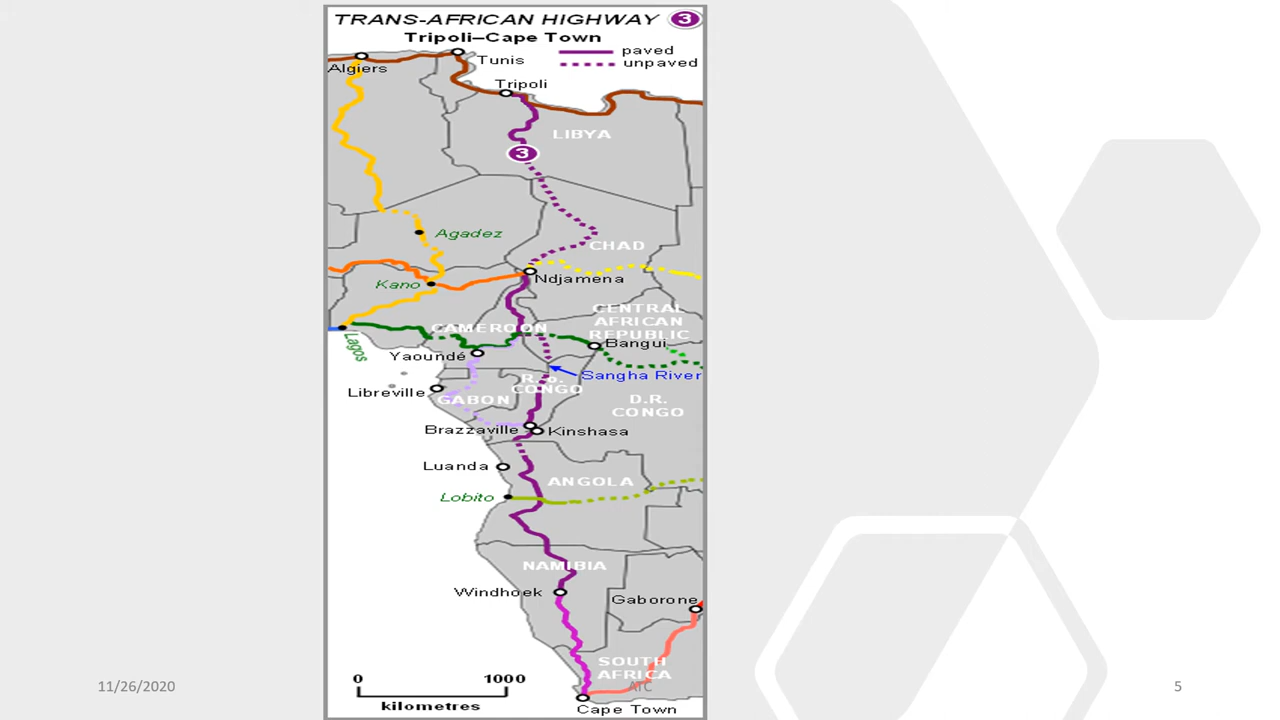 TRANS-AFRICAN HIGHWAY 3
Tripoli–Cape Town
paved
unpaved
Algiers
Tunis
Tripoli
LIBYA
3
Agadez
CHAD
Kano
Ndjamena
CENTRAL
AFRICAN
REPUBLIC
CAMEROON
Lagos
Bangui
Yaoundé
Sangha River
R.o.
CONGO
Libreville
GABON
D.R.
CONGO
Brazzaville
Kinshasa
Luanda
ANGOLA
Lobito
NAMIBIA
Windhoek
Gaborone
SOUTH
AFRICA
0 1000
kilometres
Cape Town
11/26/2020
ATC
5